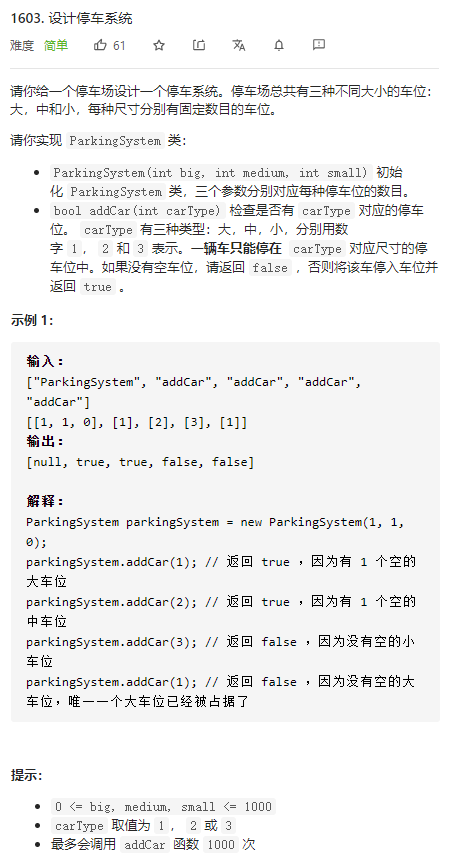 1603. 设计停车系统
难度 简单 61
请你给一个停车场设计一个停车系统。停车场总共有三种不同大小的车位：
大，中和小，每种尺寸分别有固定数目的车位。
请你实现 ParkingSystem 类：
• ParkingSystem(int big, int medium, int small) 初始
化 ParkingSystem 类，三个参数分别对应每种停车位的数目。
• bool addCar(int carType) 检查是否有 carType 对应的停车
位。 carType 有三种类型：大，中，小，分别用数
字 1， 2 和 3 表示。一辆车只能停在 carType 对应尺寸的停
车位中。如果没有空车位，请返回 false ，否则将该车停入车位并
返回 true 。
示例 1：
输入：
["ParkingSystem", "addCar", "addCar", "addCar",
"addCar"]
[[1, 1, 0], [1], [2], [3], [1]]
输出：
[null, true, true, false, false]
解释：
ParkingSystem parkingSystem = new ParkingSystem(1, 1,
0);
parkingSystem.addCar(1); // 返回 true ，因为有 1 个空的
大车位
parkingSystem.addCar(2); // 返回 true ，因为有 1 个空的
中车位
parkingSystem.addCar(3); // 返回 false ，因为没有空的小
车位
parkingSystem.addCar(1); // 返回 false ，因为没有空的大
车位，唯一一个大车位已经被占据了
提示：
• 0 <= big, medium, small <= 1000
• carType 取值为 1， 2 或 3
• 最多会调用 addCar 函数 1000 次